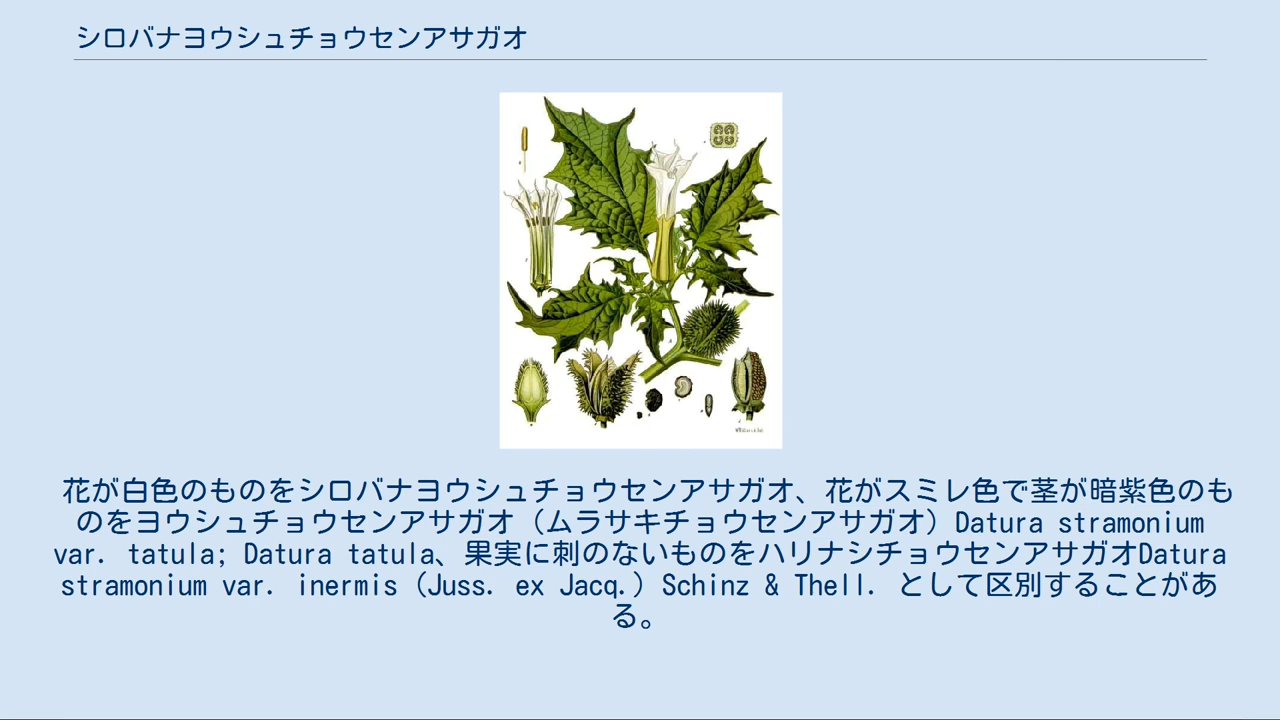 シロバナヨウシュチョウセンアサガオ
花が白色のものをシロバナヨウシュチョウセンアサガオ、花がスミレ色で茎が暗紫色のも
のをヨウシュチョウセンアサガオ（ムラサキチョウセンアサガオ）Datura stramonium
var. tatula; Datura tatula、果実に刺のないものをハリナシチョウセンアサガオDatura
stramonium var. inermis (Juss. ex Jacq.) Schinz & Thell. として区別することがあ
る。